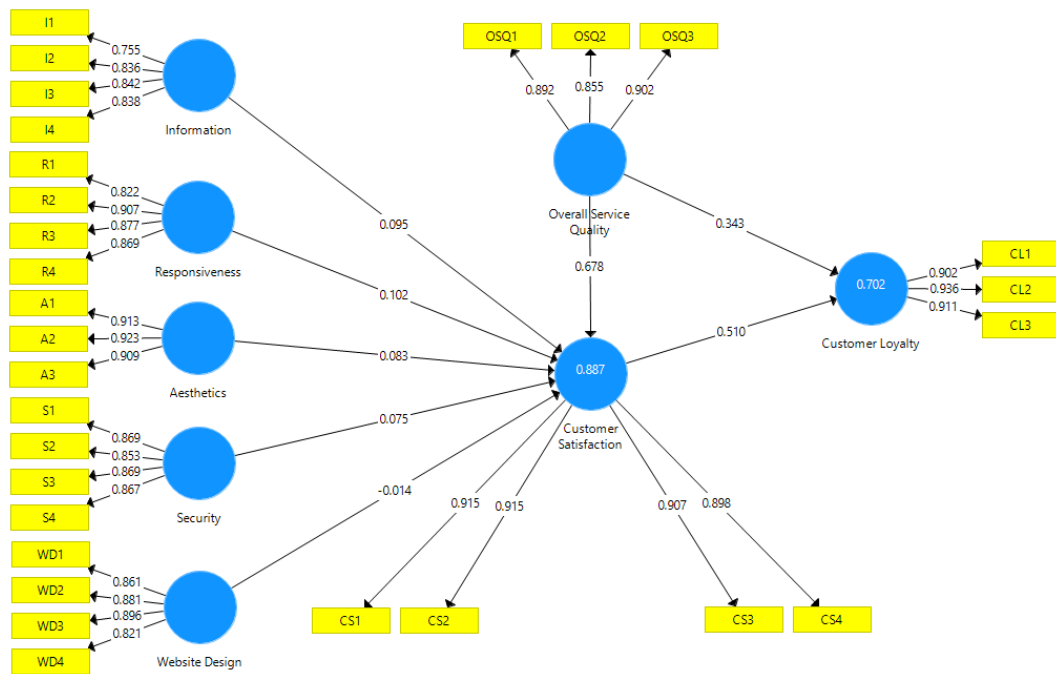 I1
I2
I3
I4
0.755
0.836
0.842
0.838
Information
R1
R2
R3
R4
0.822
0.907
0.877
0.869
Responsiveness
A1
A2
A3
0.913
0.923
0.909
Aesthetics
S1
S2
S3
S4
0.869
0.853
0.869
0.867
Security
WD1
WD2
WD3
WD4
0.861
0.881
0.896
0.821
Website Design
0.095
0.102
0.083
0.075
-0.014
OSQ1
OSQ2
OSQ3
0.892
0.855
0.902
Overall Service
Quality
0.678
0.343
0.887
Customer
Satisfaction
0.510
0.915
0.915
0.907
0.898
CS1
CS2
CS3
CS4
0.702
Customer Loyalty
0.902
0.936
0.911
CL1
CL2
CL3